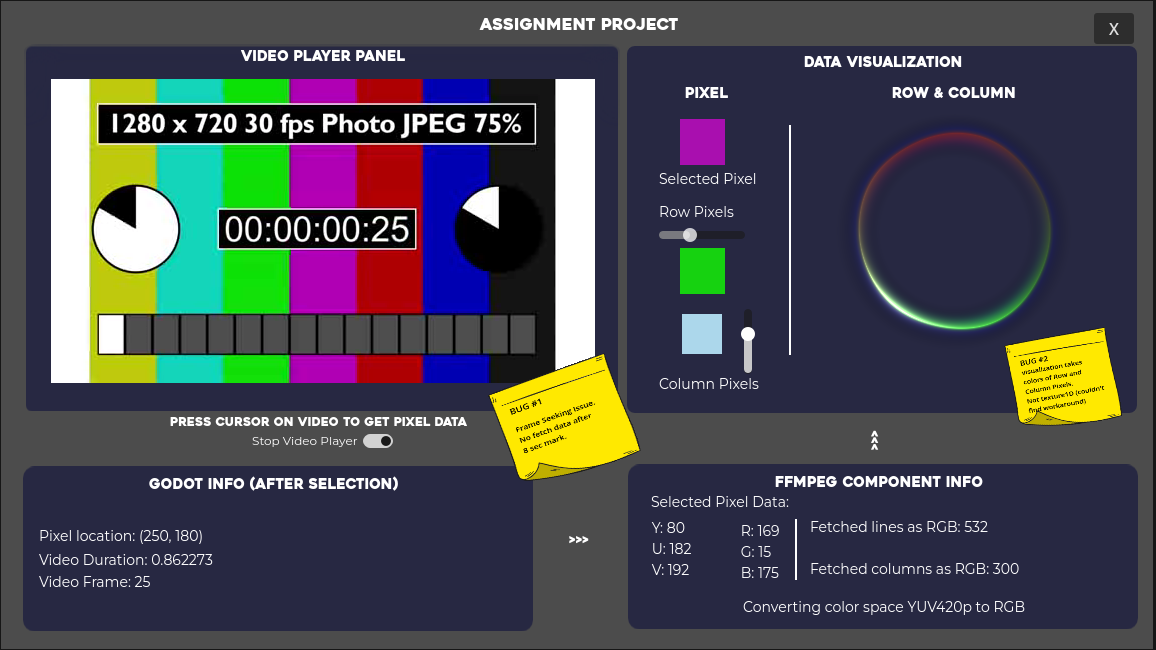 ASSIGNMENT PROJECT
X
VIDEO PLAYER PANEL
1280 x 720 30 fps Photo JPEG 75%
00:00:00:25
DATA VISUALIZATION
PIXEL
ROW & COLUMN
Selected Pixel
Row Pixels
Column Pixels
BUG #1
Frame Seeking Issue.
No fetch data after
8 sec mark.
BUG #2
visualization takes
colors of Row and
Column Pixels.
Not texture1D (couldn't
find workaround)
PRESS CURSOR ON VIDEO TO GET PIXEL DATA
Stop Video Player
GODOT INFO (AFTER SELECTION)
Pixel location: (250, 180)
Video Duration: 0.862273
Video Frame: 25
>>>
>>>
FFMPEG COMPONENT INFO
Selected Pixel Data:
Y: 80
U: 182
V: 192
R: 169
G: 15
B: 175
Fetched lines as RGB: 532
Fetched columns as RGB: 300
Converting color space YUV420p to RGB